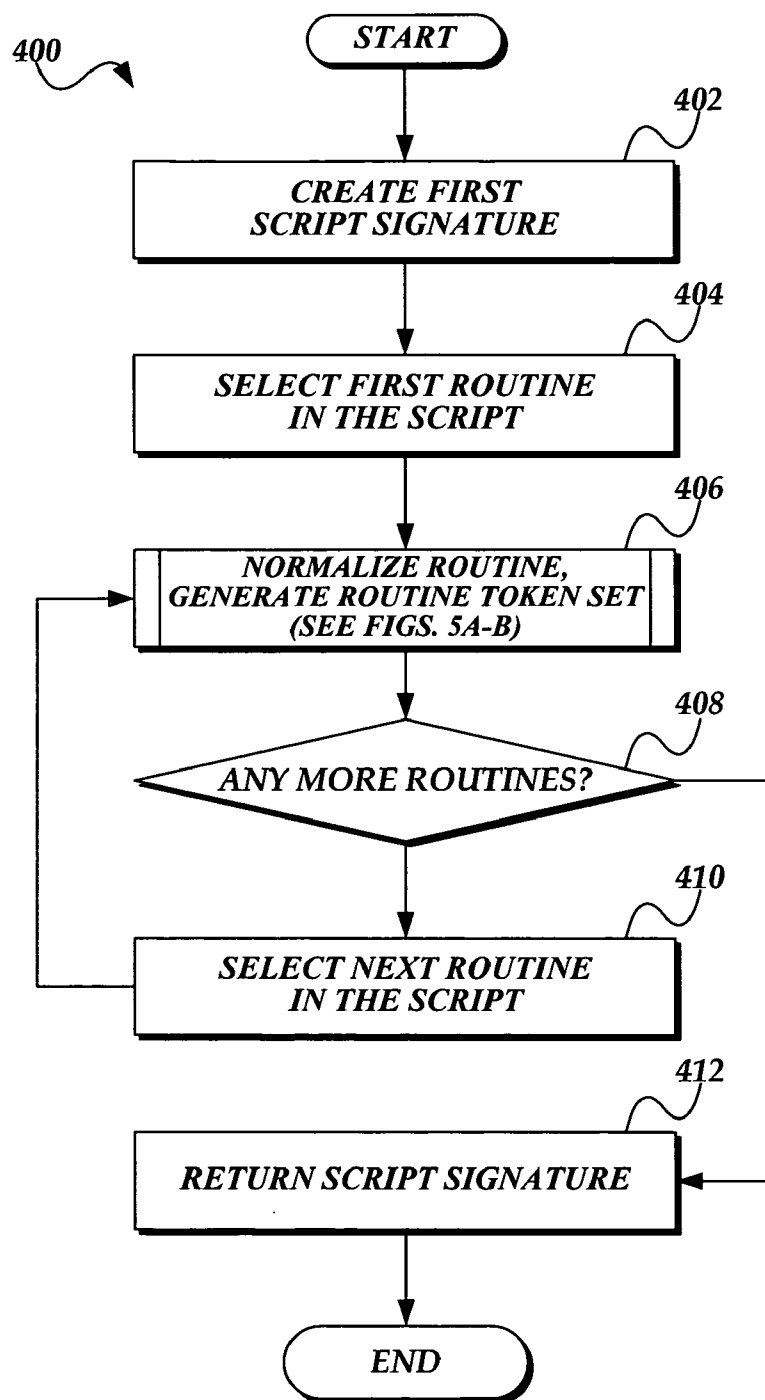 START
400
402
CREATE FIRST
SCRIPT SIGNATURE
404
SELECT FIRST ROUTINE
IN THE SCRIPT
406
NORMALIZE ROUTINE,
GENERATE ROUTINE TOKEN SET
(SEE FIGS. 5A-B)
408
ANY MORE ROUTINES?
410
SELECT NEXT ROUTINE
IN THE SCRIPT
412
RETURN SCRIPT SIGNATURE
END